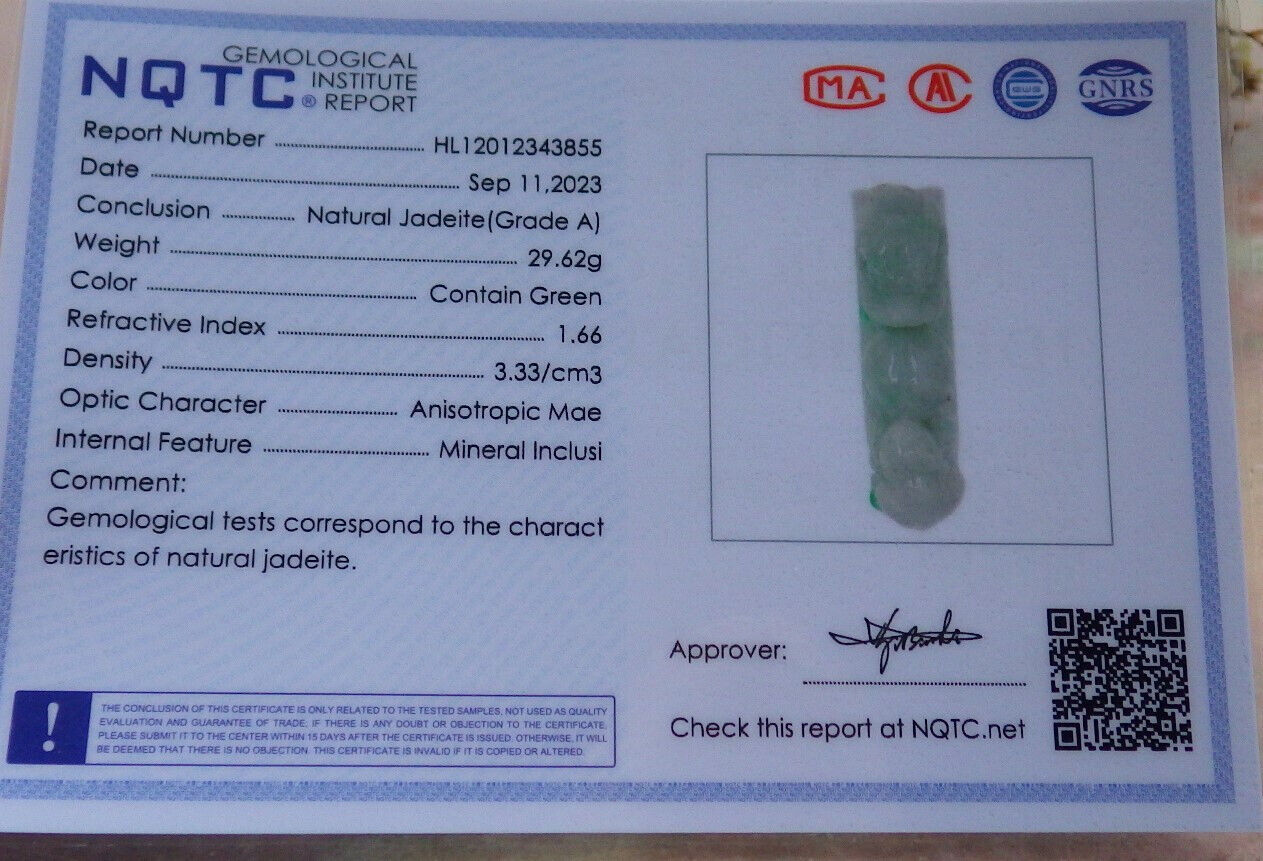 NQTC® GEMOLOGICAL INSTITUTE REPORT
MA
GNRS
Report Number HL12012343855
Date Sep 11,2023
Conclusion Natural Jadeite(Grade A)
Weight 29.62g
Color Contain Green
Refractive Index 1.66
Density 3.33/cm3
Optic Character Anisotropic Mae
Internal Feature Mineral Inclusi
Comment:
Gemological tests correspond to the charact
eristics of natural jadeite.
Approver:
Check this report at NQTC.net
!
THE CONCLUSION OF THIS CERTIFICATE IS ONLY RELATED TO THE TESTED SAMPLES, NOT USED AS QUALITY
EVALUATION AND GUARANTEE OF TRADE; IF THERE IS ANY DOUBT OR OBJECTION TO THE CERTIFICATE,
PLEASE SUBMIT IT TO THE CENTER WITHIN 15 DAYS AFTER THE CERTIFICATE IS ISSUED. OTHERWISE, IT WILL
BE DEEMED THAT THERE IS NO OBJECTION. THIS CERTIFICATE IS INVALID IF IT IS COPIED OR ALTERED.